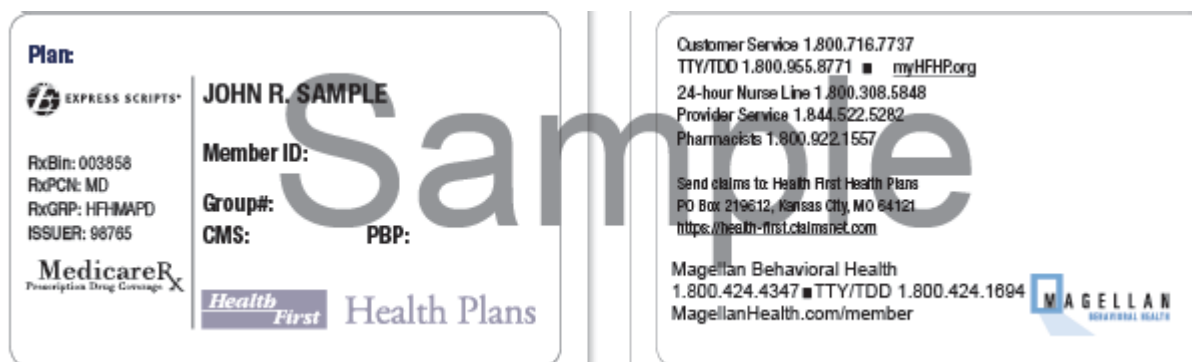 Plan:
EXPRESS SCRIPTS®
JOHN R. SAMPLE
Member ID:
RxBin: 003858
RxPCN: MD
RxGRP: HFHMAPD
ISSUER: 98765
Group#:
CMS: PBP:
MedicareRx
Prescription Drug Coverage
Health First Health Plans
Customer Service 1.800.716.7737
TTY/TDD 1.800.955.8771 ■ myHFHP.org
24-hour Nurse Line 1.800.308.5848
Provider Service 1.844.522.5282
Pharmacists 1.800.922.1557
Send claims to: Health First Health Plans
PO Box 219612, Kansas City, MO 64121
https://health-first.claimsnet.com
Magellan Behavioral Health
1.800.424.4347■TTY/TDD 1.800.424.1694
MagellanHealth.com/member
MAGELLAN
BEHAVIORAL HEALTH
Sample